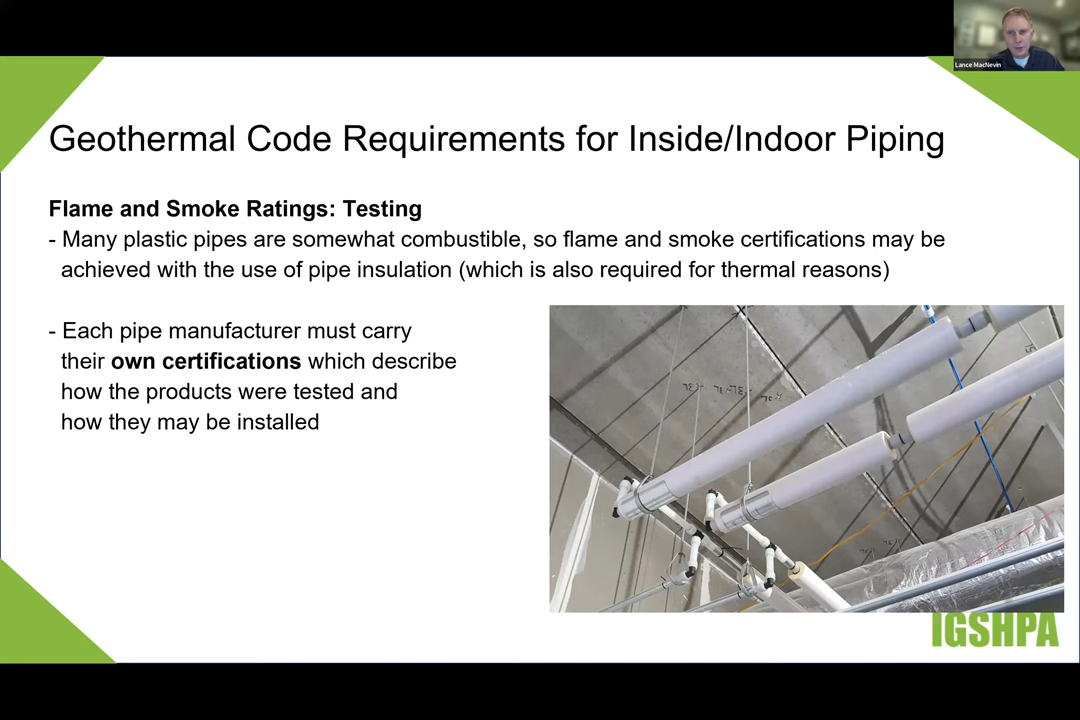 Lance MacNevin
Geothermal Code Requirements for Inside/Indoor Piping
Flame and Smoke Ratings: Testing
- Many plastic pipes are somewhat combustible, so flame and smoke certifications may be
achieved with the use of pipe insulation (which is also required for thermal reasons)
- Each pipe manufacturer must carry
their own certifications which describe
how the products were tested and
how they may be installed
IGSHPA